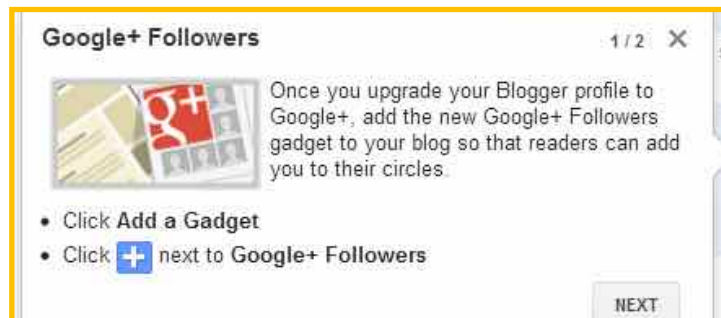 Google+ Followers
1 / 2 ✕
g+
Once you upgrade your Blogger profile to
Google+, add the new Google+ Followers
gadget to your blog so that readers can add
you to their circles.
• Click Add a Gadget
• Click + next to Google+ Followers
NEXT